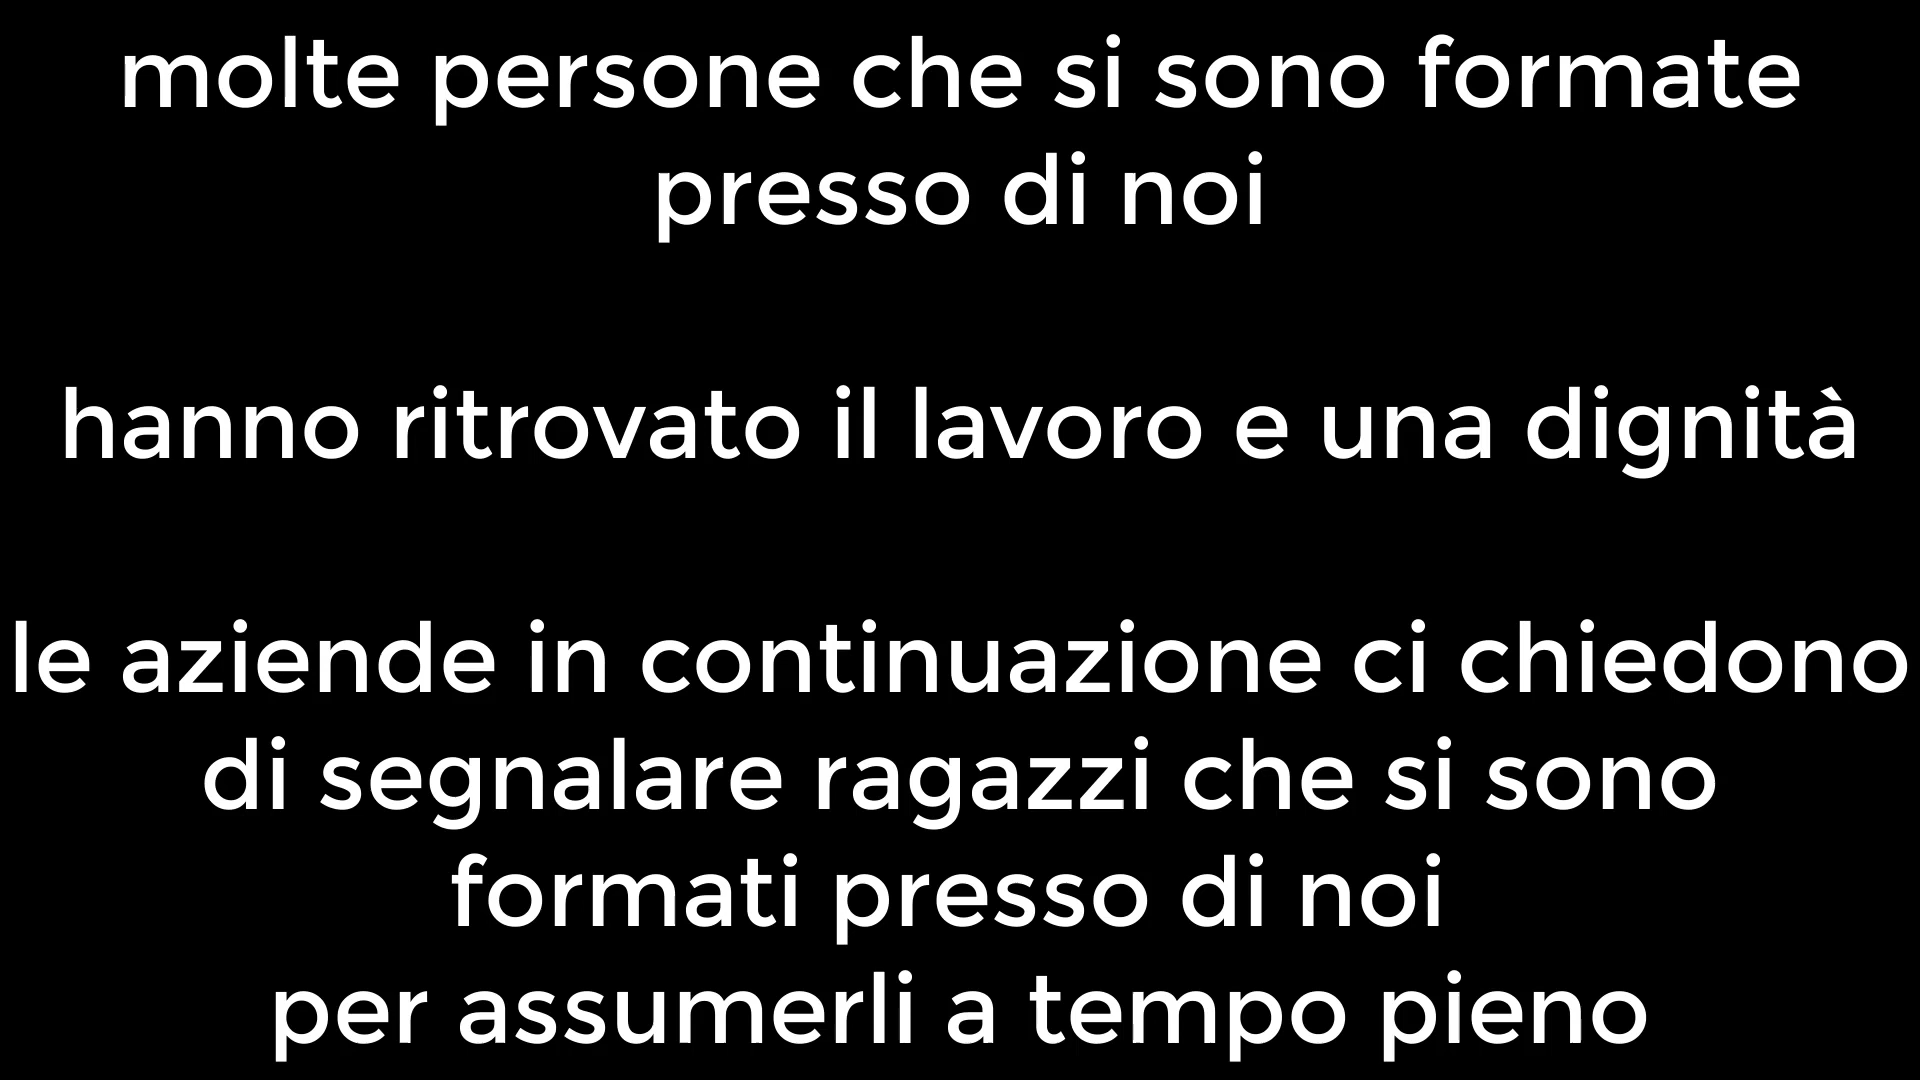 molte persone che si sono formate
presso di noi
hanno ritrovato il lavoro e una dignità
le aziende in continuazione ci chiedono
di segnalare ragazzi che si sono
formati presso di noi
per assumerli a tempo pieno